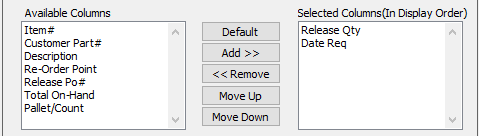 Available Columns
Item#
Customer Part#
Description
Re-Order Point
Release Po#
Total On-Hand
Pallet/Count
Default
Add >>
<< Remove
Move Up
Move Down
Selected Columns(In Display Order)
Release Qty
Date Req